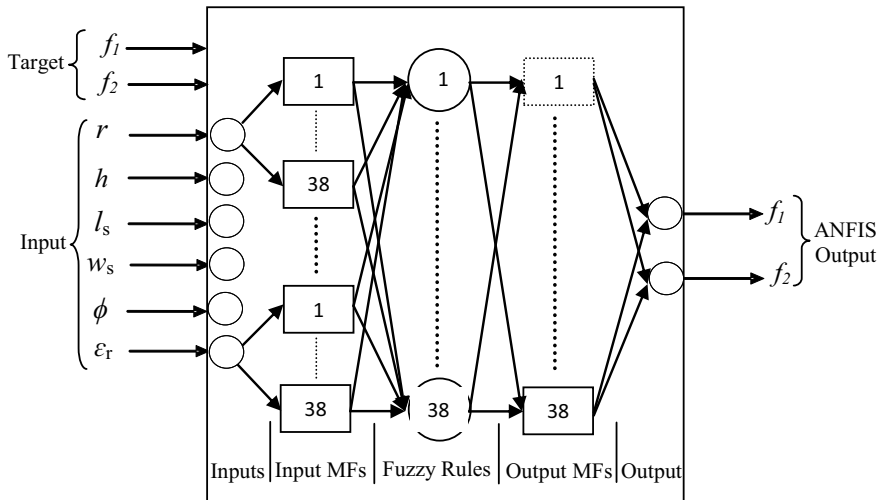 Target
f1
f2
Input
r
h
ls
ws
ϕ
εr
1
38
1
38
1
38
1
38
f1
f2
ANFIS
Output
Inputs
Input MFs
Fuzzy Rules
Output MFs
Output